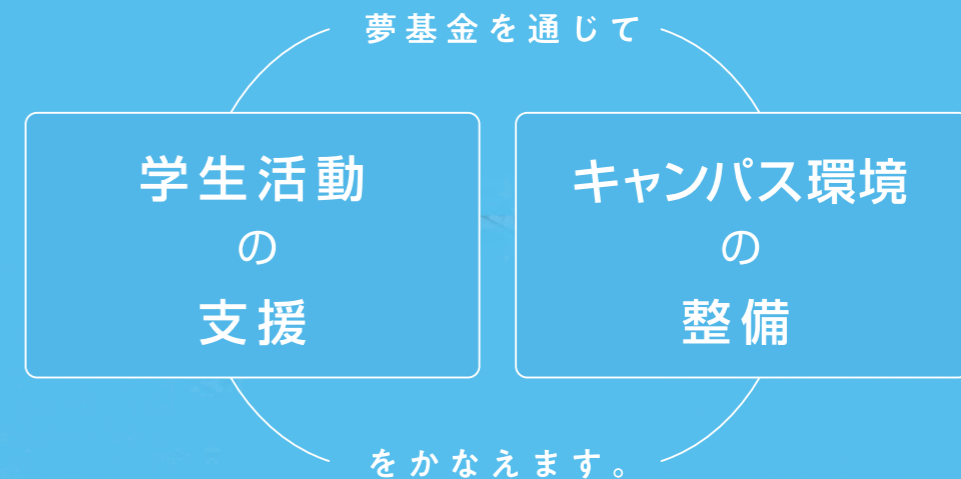 夢基金を通じて
学生活動
の
支援
キャンパス環境
の
整備
をかなえます。